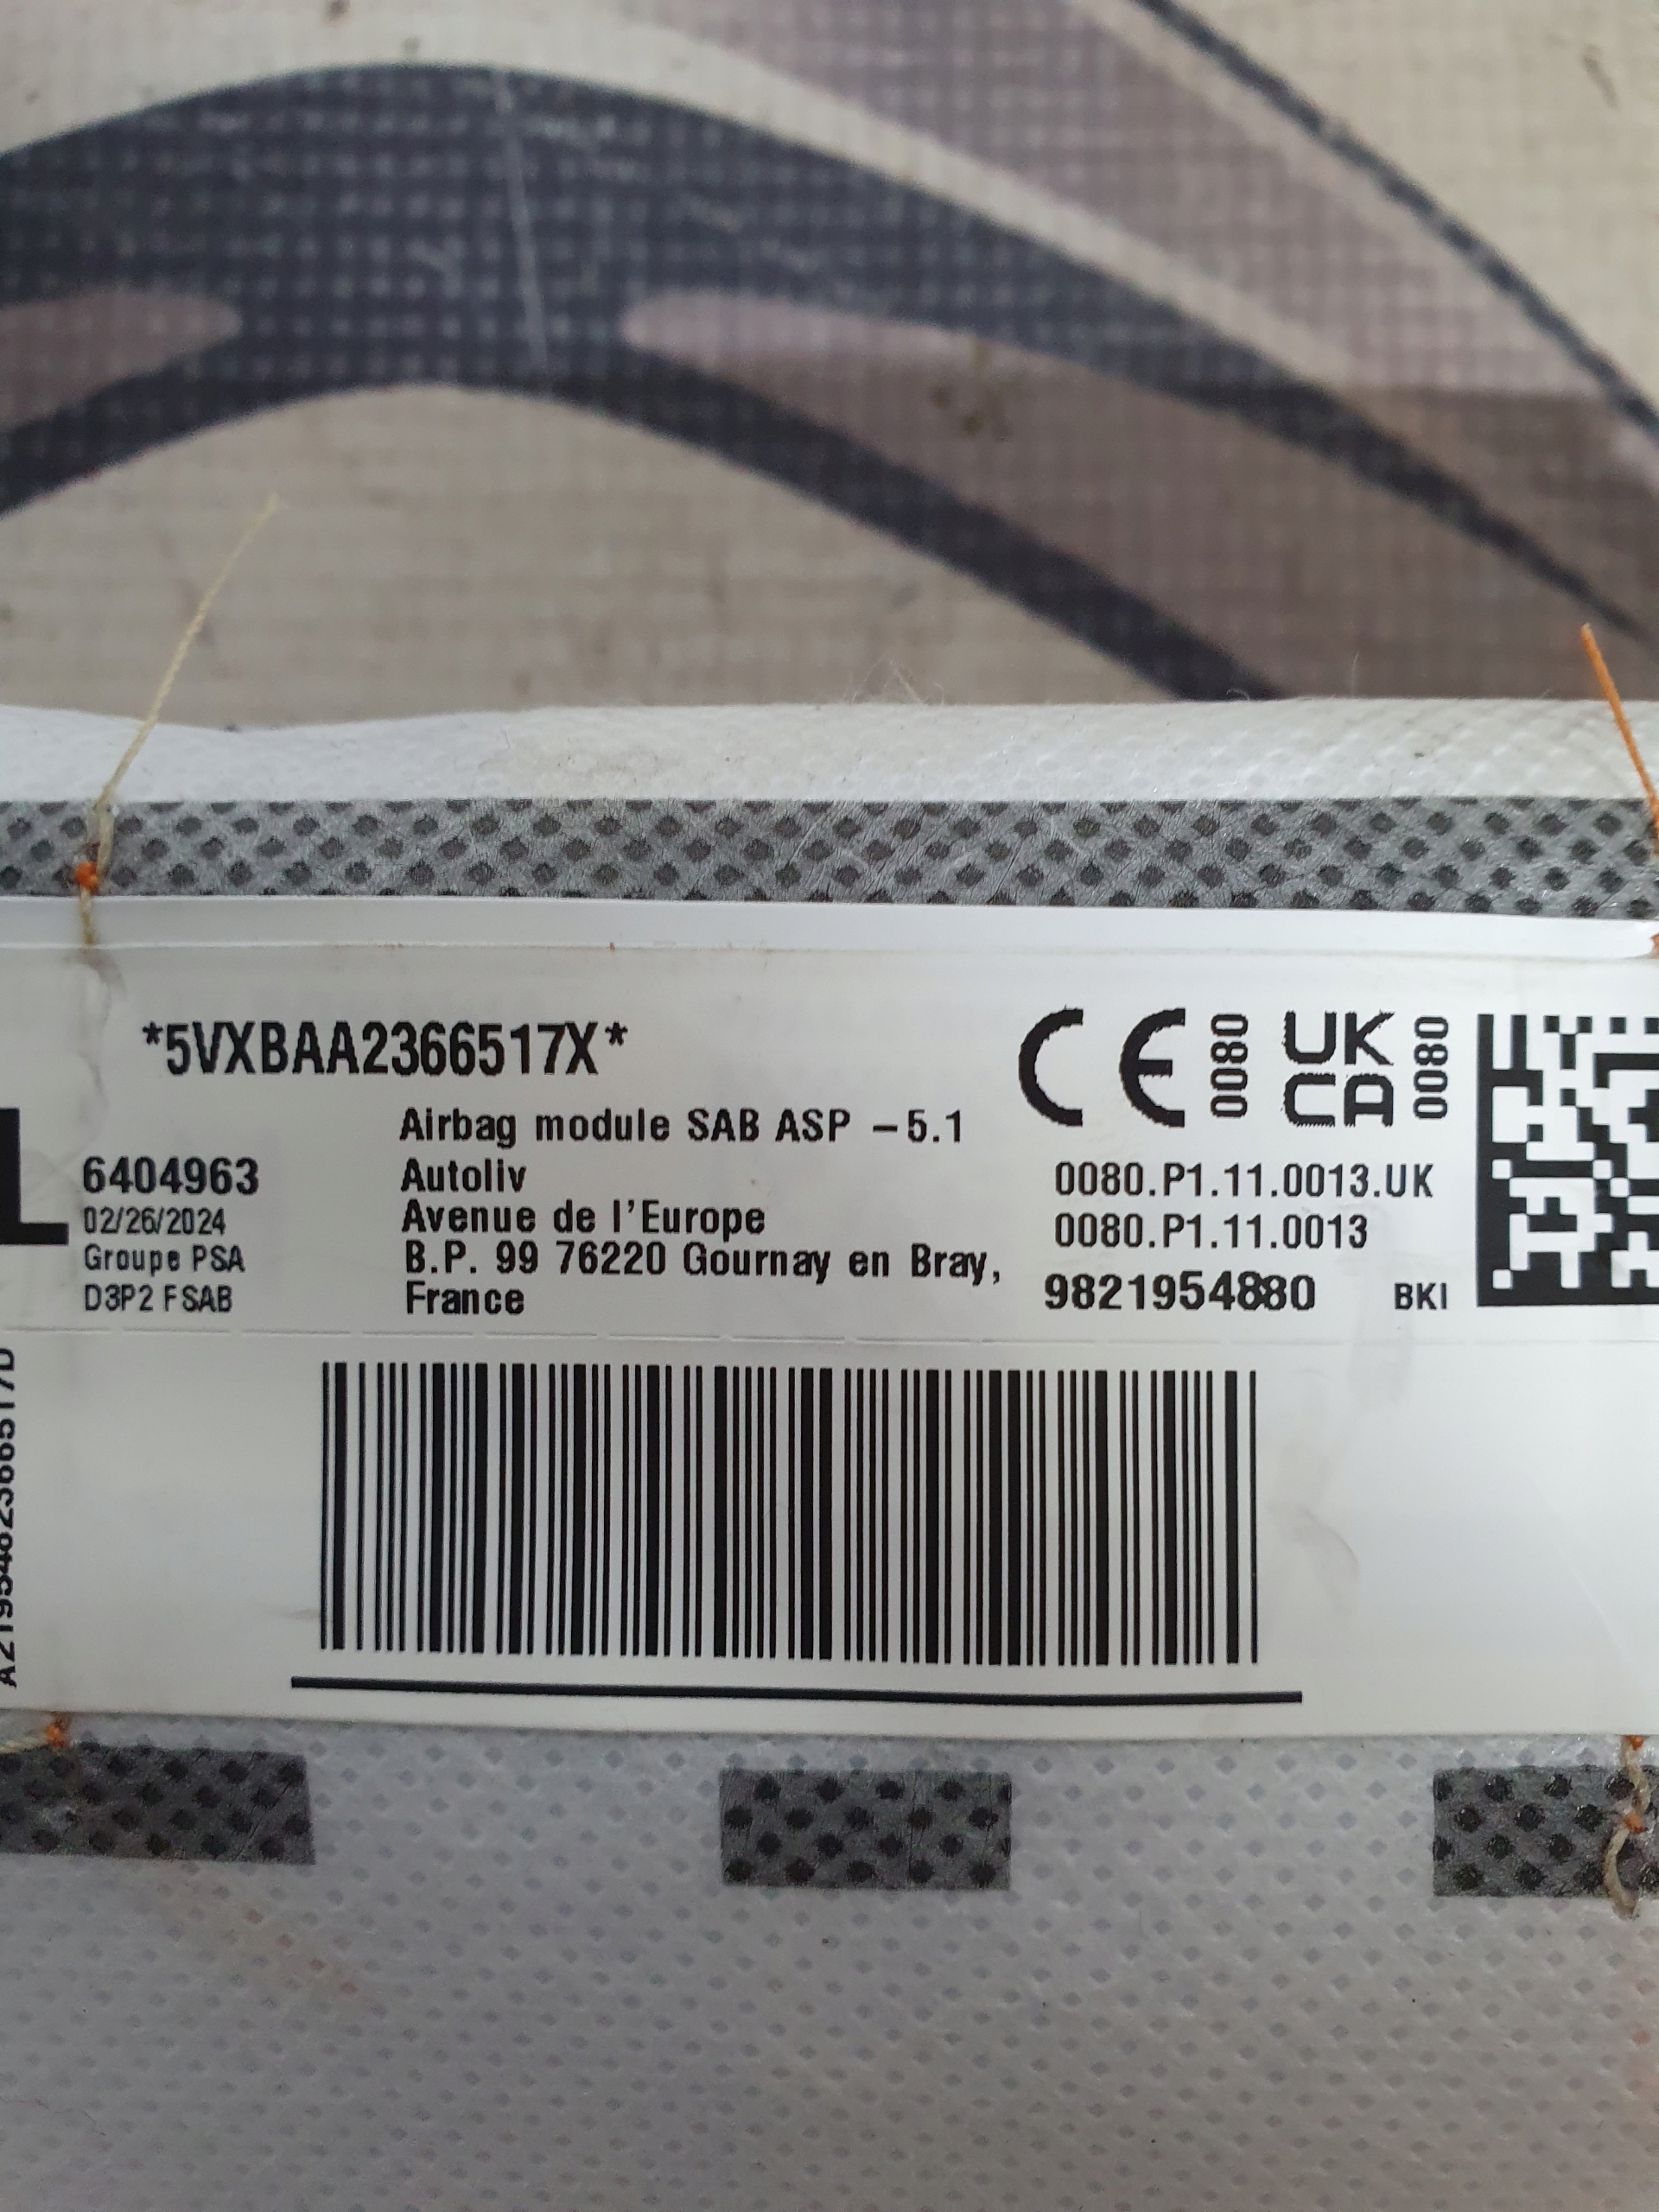 *5VXBAA2366517X*
CE 0080 UK CA 0080
Airbag module SAB ASP –5.1
L
6404963
02/26/2024
Groupe PSA
D3P2 FSAB
Autoliv
Avenue de l'Europe
B.P. 99 76220 Gournay en Bray,
France
0080.P1.11.0013.UK
0080.P1.11.0013
9821954880 BKI